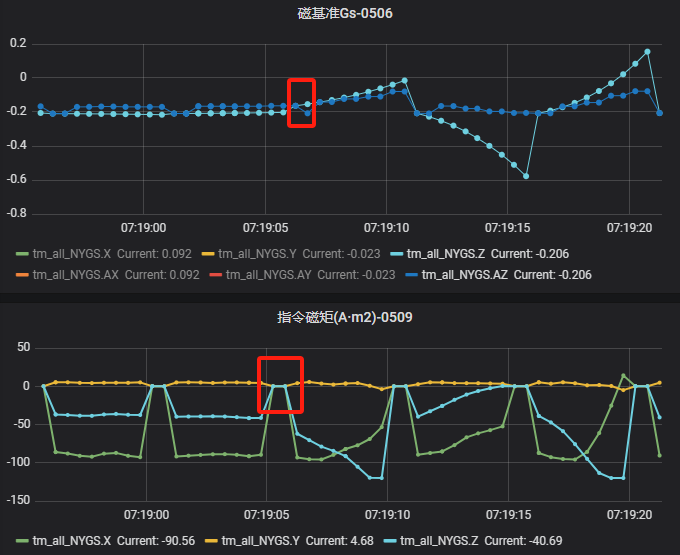 磁基准Gs-0506
0.2
0
-0.2
-0.4
-0.6
-0.8
07:19:00 07:19:05 07:19:10 07:19:15 07:19:20
tm_all_NYGS.X Current: 0.092 tm_all_NYGS.Y Current: -0.023 tm_all_NYGS.Z Current: -0.206
tm_all_NYGS.AX Current: 0.092 tm_all_NYGS.AY Current: -0.023 tm_all_NYGS.AZ Current: -0.206
指令磁矩(A·m2)-0509
50
0
-50
-100
-150
07:19:00 07:19:05 07:19:10 07:19:15 07:19:20
tm_all_NYGS.X Current: -90.56 tm_all_NYGS.Y Current: 4.68 tm_all_NYGS.Z Current: -40.69